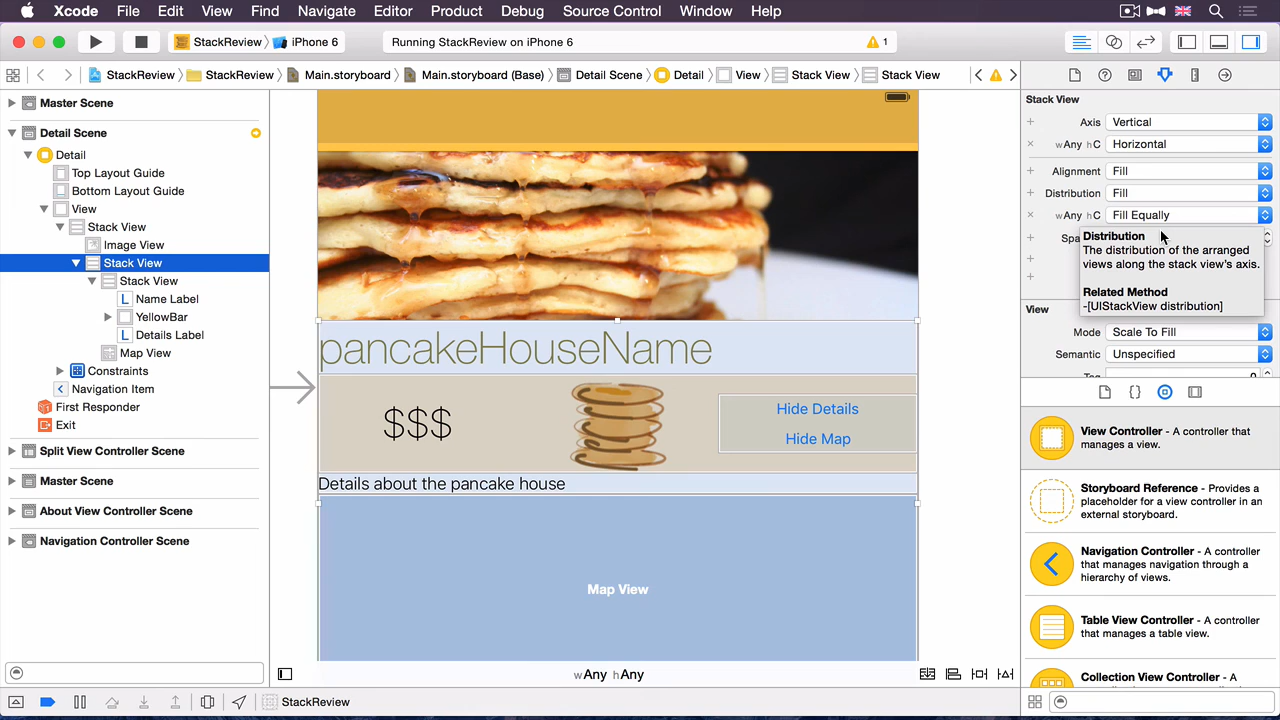 Xcode File Edit View Find Navigate Editor Product Debug Source Control Window Help
StackReview iPhone 6 Running StackReview on iPhone 6 1
StackReview StackReview Main.storyboard Main.storyboard (Base) Detail Scene Detail View Stack View Stack View
Master Scene
Detail Scene
Detail
Top Layout Guide
Bottom Layout Guide
View
Stack View
Image View
Stack View
Stack View
L Name Label
YellowBar
L Details Label
Map View
Constraints
Navigation Item
First Responder
Exit
Split View Controller Scene
Master Scene
About View Controller Scene
Navigation Controller Scene
pancakeHouseName
$$$
Hide Details
Hide Map
Details about the pancake house
Map View
wAny hAny
StackReview
Stack View
+ Axis Vertical
× wAny hC Horizontal
+ Alignment Fill
+ Distribution Fill
× wAny hC Fill Equally
+ Spa
+
+
Distribution
The distribution of the arranged
views along the stack view's axis.
Related Method
-[UIStackView distribution]
View
Mode Scale To Fill
Semantic Unspecified
{}
View Controller - A controller that
manages a view.
Storyboard Reference - Provides a
placeholder for a view controller in an
external storyboard.
Navigation Controller - A controller
that manages navigation through a
hierarchy of views.
Table View Controller - A controller
that manages a table view.
Collection View Controller - A